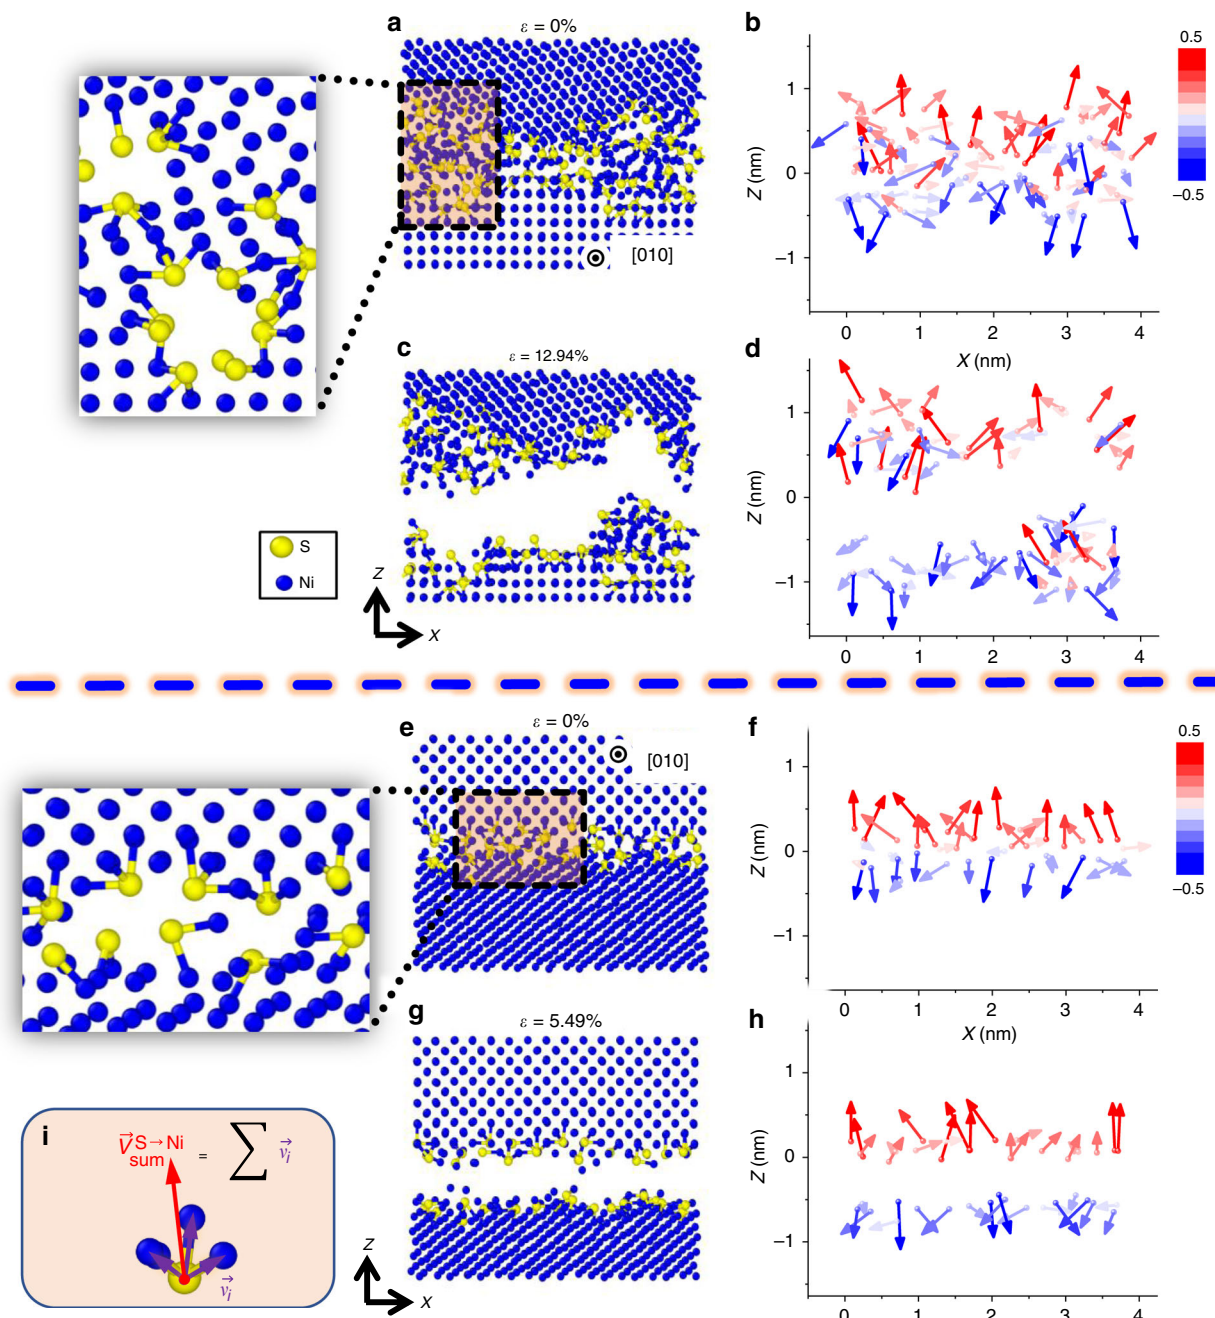 a
ε = 0%
[010]
b
Z (nm)
1
0
−1
0
1
2
3
4
X (nm)
0.5
−0.5
c
ε = 12.94%
S
Ni
Z
X
d
Z (nm)
1
0
−1
0
1
2
3
4
e
ε = 0%
[010]
f
Z (nm)
1
0
−1
0
1
2
3
4
X (nm)
0.5
−0.5
g
ε = 5.49%
Z
X
h
Z (nm)
1
0
−1
0
1
2
3
4
i
V⃗ sum S→Ni = ∑ v⃗i
v⃗i